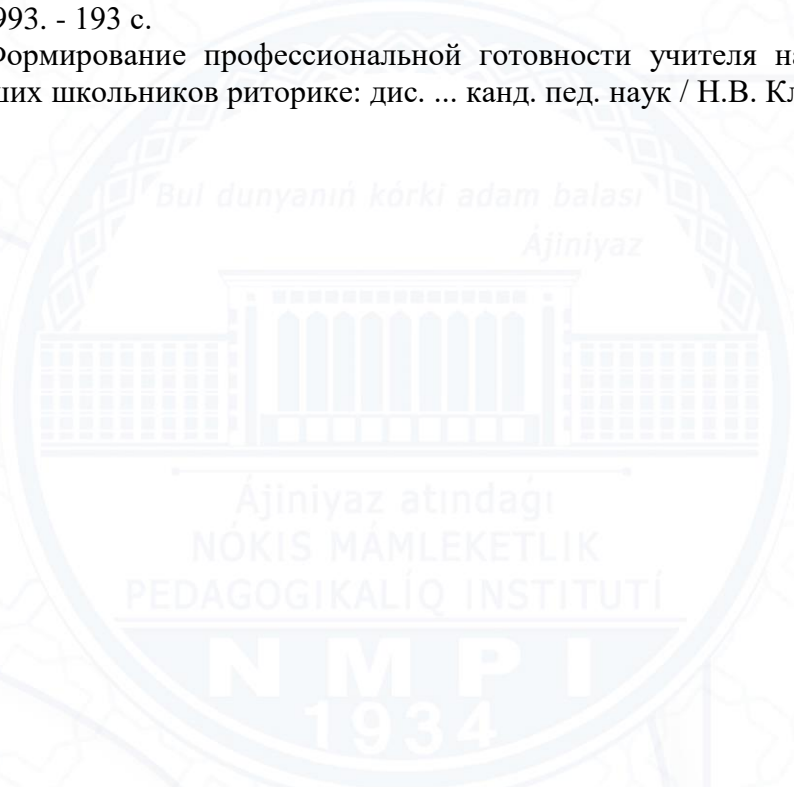 993. - 193 с.
Формирование профессиональной готовности учителя на
ших школьников риторике: дис. ... канд. пед. наук / Н.В. Кл
Bul dunyanıń kórki adam balası
Ájiniyaz
Ájiniyaz atındaǵı
NÓKIS MÁMLEKETLIK
PEDAGOGIKALÍQ INSTITUTÍ
NMPI
1934